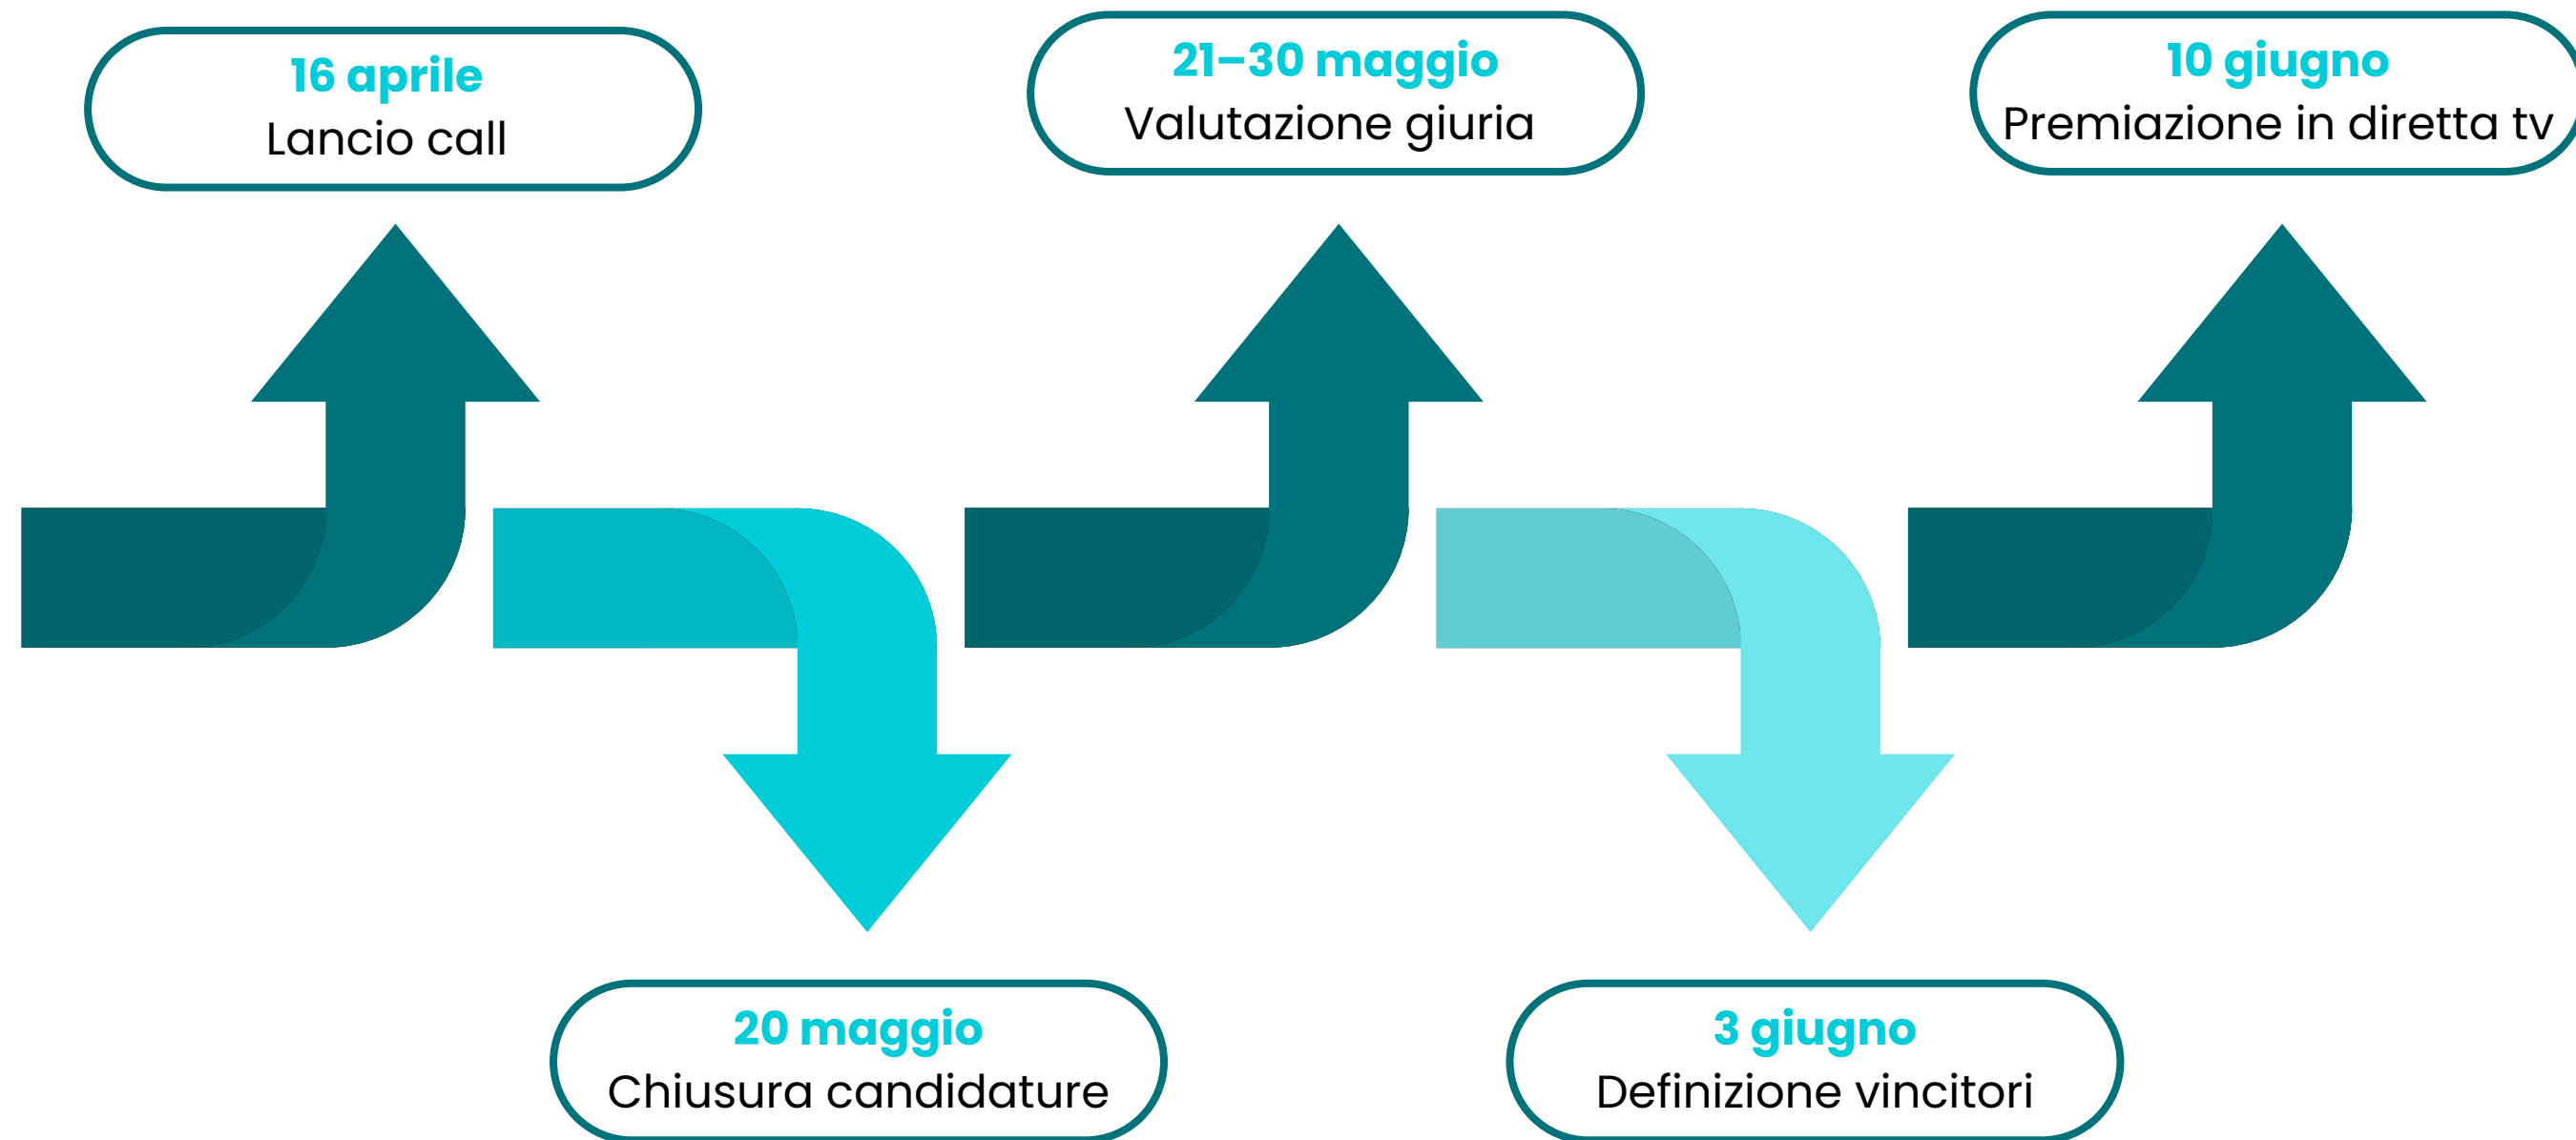 16 aprile
Lancio call
20 maggio
Chiusura candidature
21–30 maggio
Valutazione giuria
3 giugno
Definizione vincitori
10 giugno
Premiazione in diretta tv